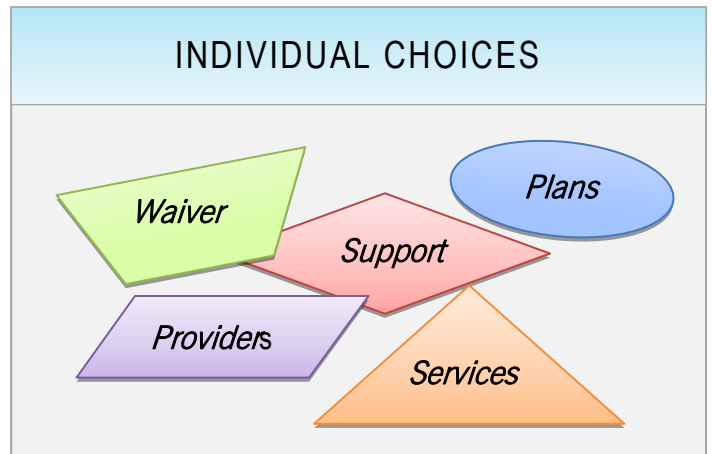 INDIVIDUAL CHOICES
Waiver
Plans
Support
Providers
Services